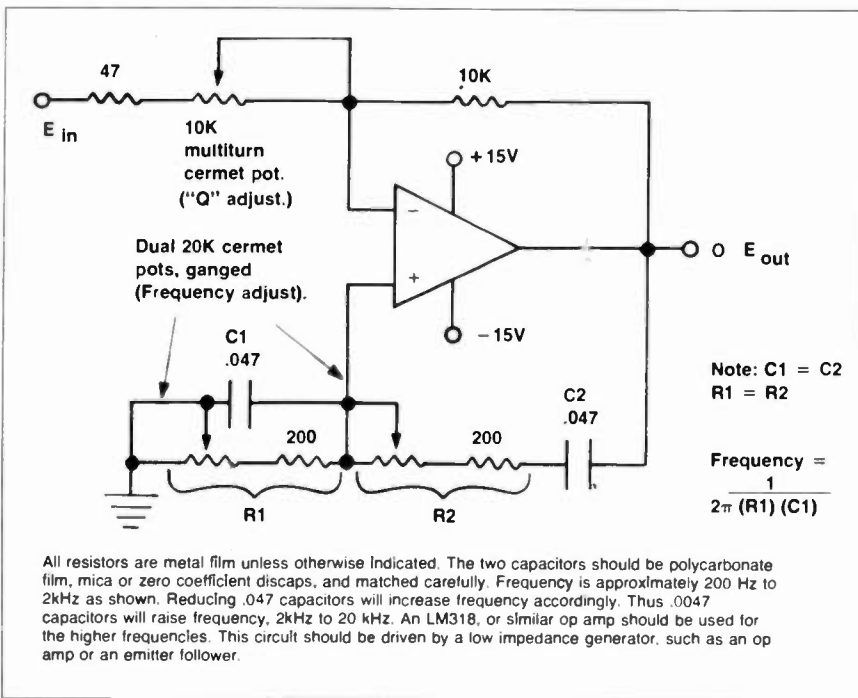 47
E in
10K
multiturn
cermet pot.
("Q" adjust.)
10K
+15V
−
+
−15V
O E out
Dual 20K cermet
pots, ganged
(Frequency adjust).
C1
.047
200
R1
200
R2
C2
.047
Note: C1 = C2
R1 = R2
Frequency =
1
2π (R1) (C1)
All resistors are metal film unless otherwise indicated. The two capacitors should be polycarbonate
film, mica or zero coefficient discaps, and matched carefully. Frequency is approximately 200 Hz to
2kHz as shown. Reducing .047 capacitors will increase frequency accordingly. Thus .0047
capacitors will raise frequency, 2kHz to 20 kHz. An LM318, or similar op amp should be used for
the higher frequencies. This circuit should be driven by a low impedance generator, such as an op
amp or an emitter follower.